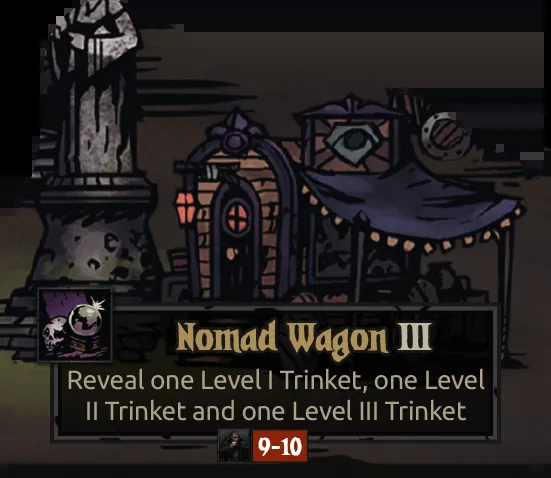 Nomad Wagon III
Reveal one Level I Trinket, one Level
II Trinket and one Level III Trinket
9-10